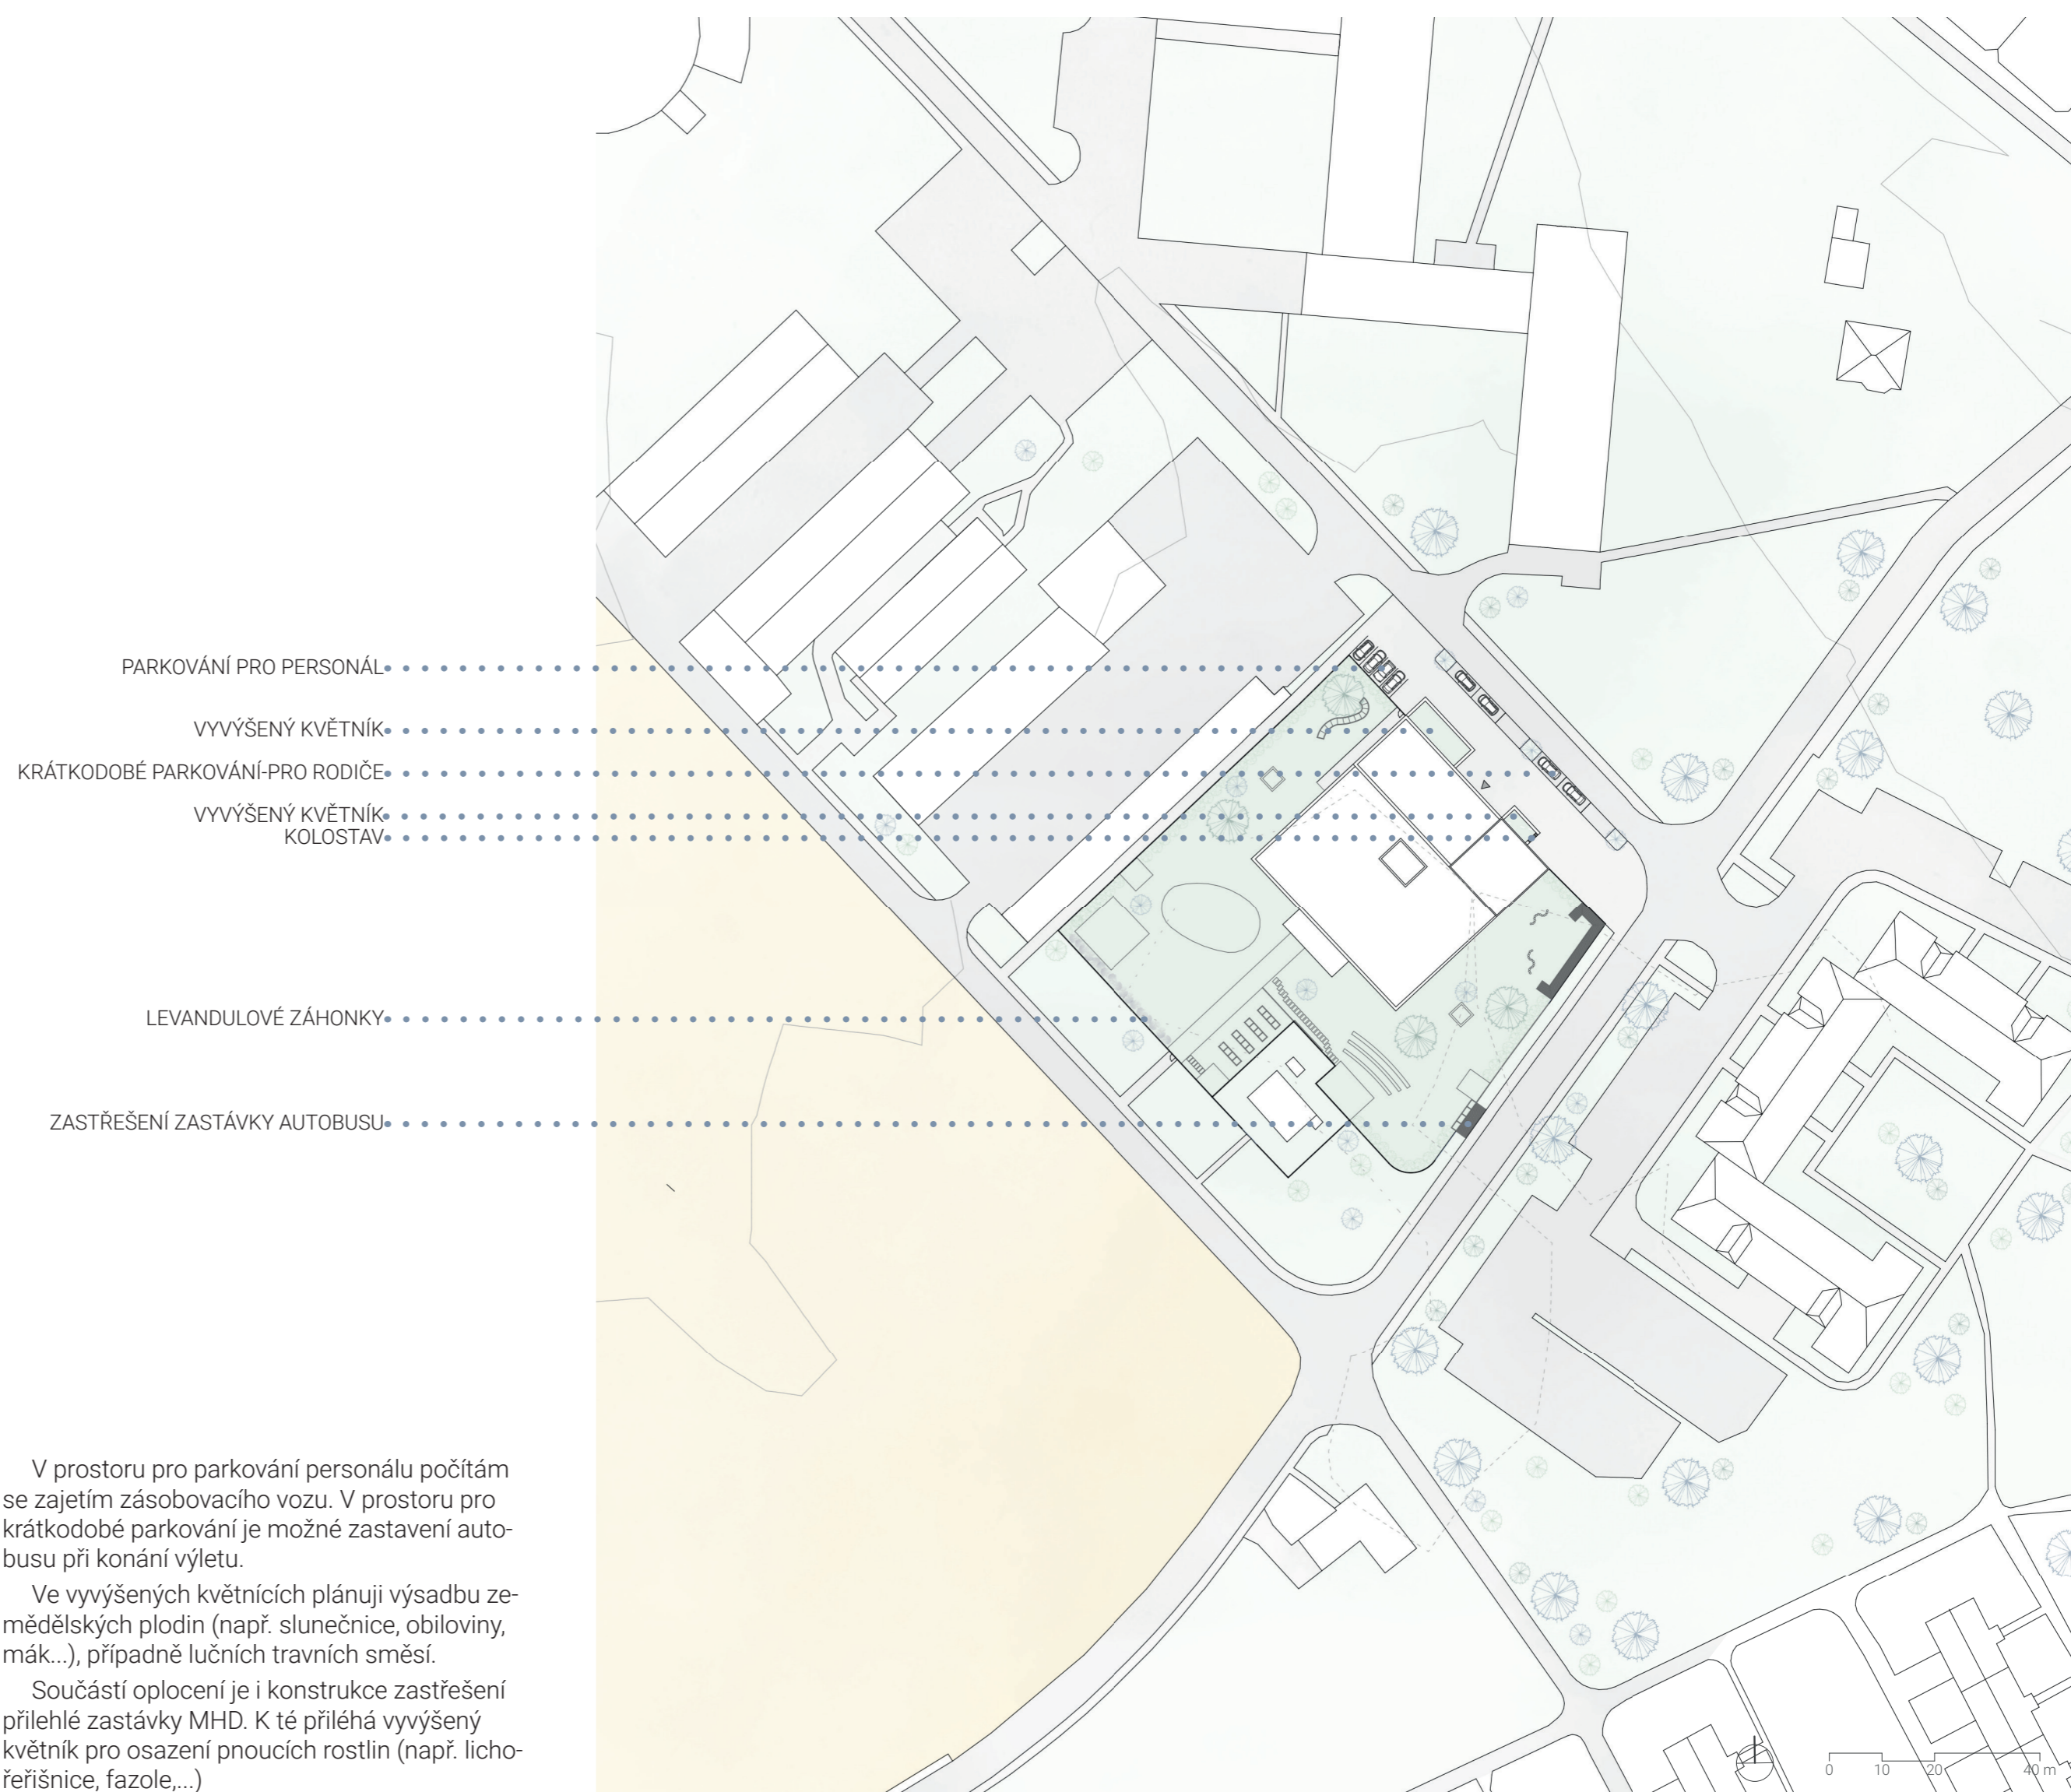 PARKOVÁNÍ PRO PERSONÁL
VYVÝŠENÝ KVĚTNÍK
KRÁTKODOBÉ PARKOVÁNÍ-PRO RODIČE
VYVÝŠENÝ KVĚTNÍK
KOLOSTAV
LEVANDULOVÉ ZÁHONKY
ZASTŘEŠENÍ ZASTÁVKY AUTOBUSU
V prostoru pro parkování personálu počítám
se zajetím zásobovacího vozu. V prostoru pro
krátkodobé parkování je možné zastavení auto-
busu při konání výletu.
Ve vyvýšených květnících plánuji výsadbu ze-
mědělských plodin (např. slunečnice, obiloviny,
mák...), případně lučních travních směsí.
Součástí oplocení je i konstrukce zastřešení
přilehlé zastávky MHD. K té přiléhá vyvýšený
květník pro osazení pnoucích rostlin (např. licho-
řeřišnice, fazole,...)
0 10 20 40 m